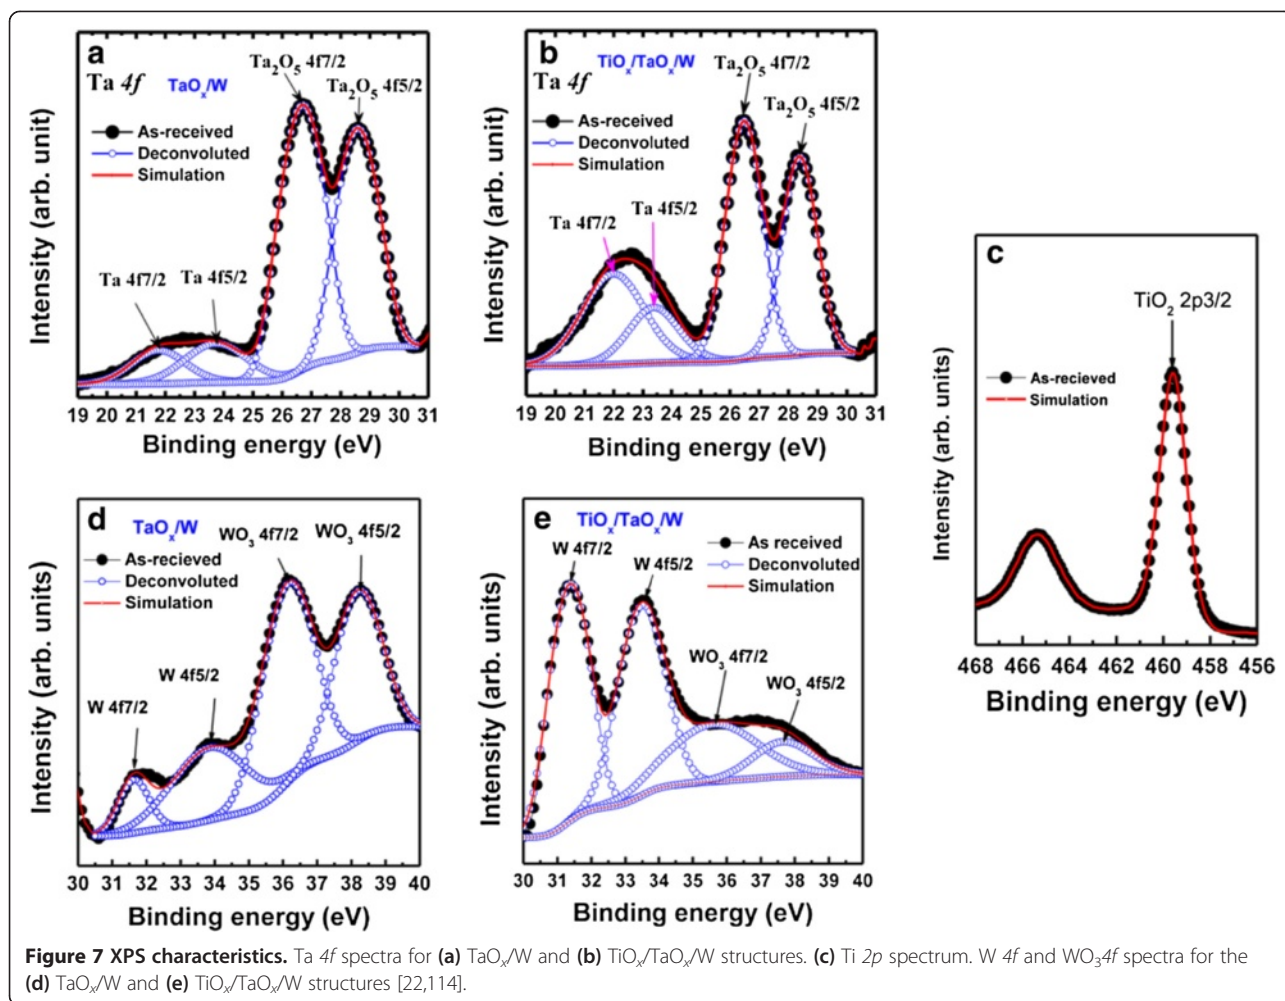 a
Ta 4f
TaOx/W
Ta2O5 4f7/2
Ta2O5 4f5/2
As-received
Deconvoluted
Simulation
Ta 4f7/2
Ta 4f5/2
Intensity (arb. unit)
19 20 21 22 23 24 25 26 27 28 29 30 31
Binding energy (eV)
b
Ta 4f
TiOx/TaOx/W
Ta2O5 4f7/2
Ta2O5 4f5/2
As-received
Deconvoluted
Simulation
Ta 4f7/2
Ta 4f5/2
Intensity (arb. unit)
19 20 21 22 23 24 25 26 27 28 29 30 31
Binding energy (eV)
c
TiO2 2p3/2
As-recieved
Simulation
Intensity (arb. units)
468 466 464 462 460 458 456
Binding energy (eV)
d
TaOx/W
WO3 4f7/2
WO3 4f5/2
As-recieved
Deconvoluted
Simulation
W 4f7/2
W 4f5/2
Intensity (arb. units)
30 31 32 33 34 35 36 37 38 39 40
Binding energy (eV)
e
TiOx/TaOx/W
W 4f7/2
W 4f5/2
As received
Deconvoluted
Simulation
WO3 4f7/2
WO3 4f5/2
Intensity (arb. units)
30 31 32 33 34 35 36 37 38 39 40
Binding energy (eV)
Figure 7 XPS characteristics. Ta 4f spectra for (a) TaOx/W and (b) TiOx/TaOx/W structures. (c) Ti 2p spectrum. W 4f and WO34f spectra for the
(d) TaOx/W and (e) TiOx/TaOx/W structures [22,114].